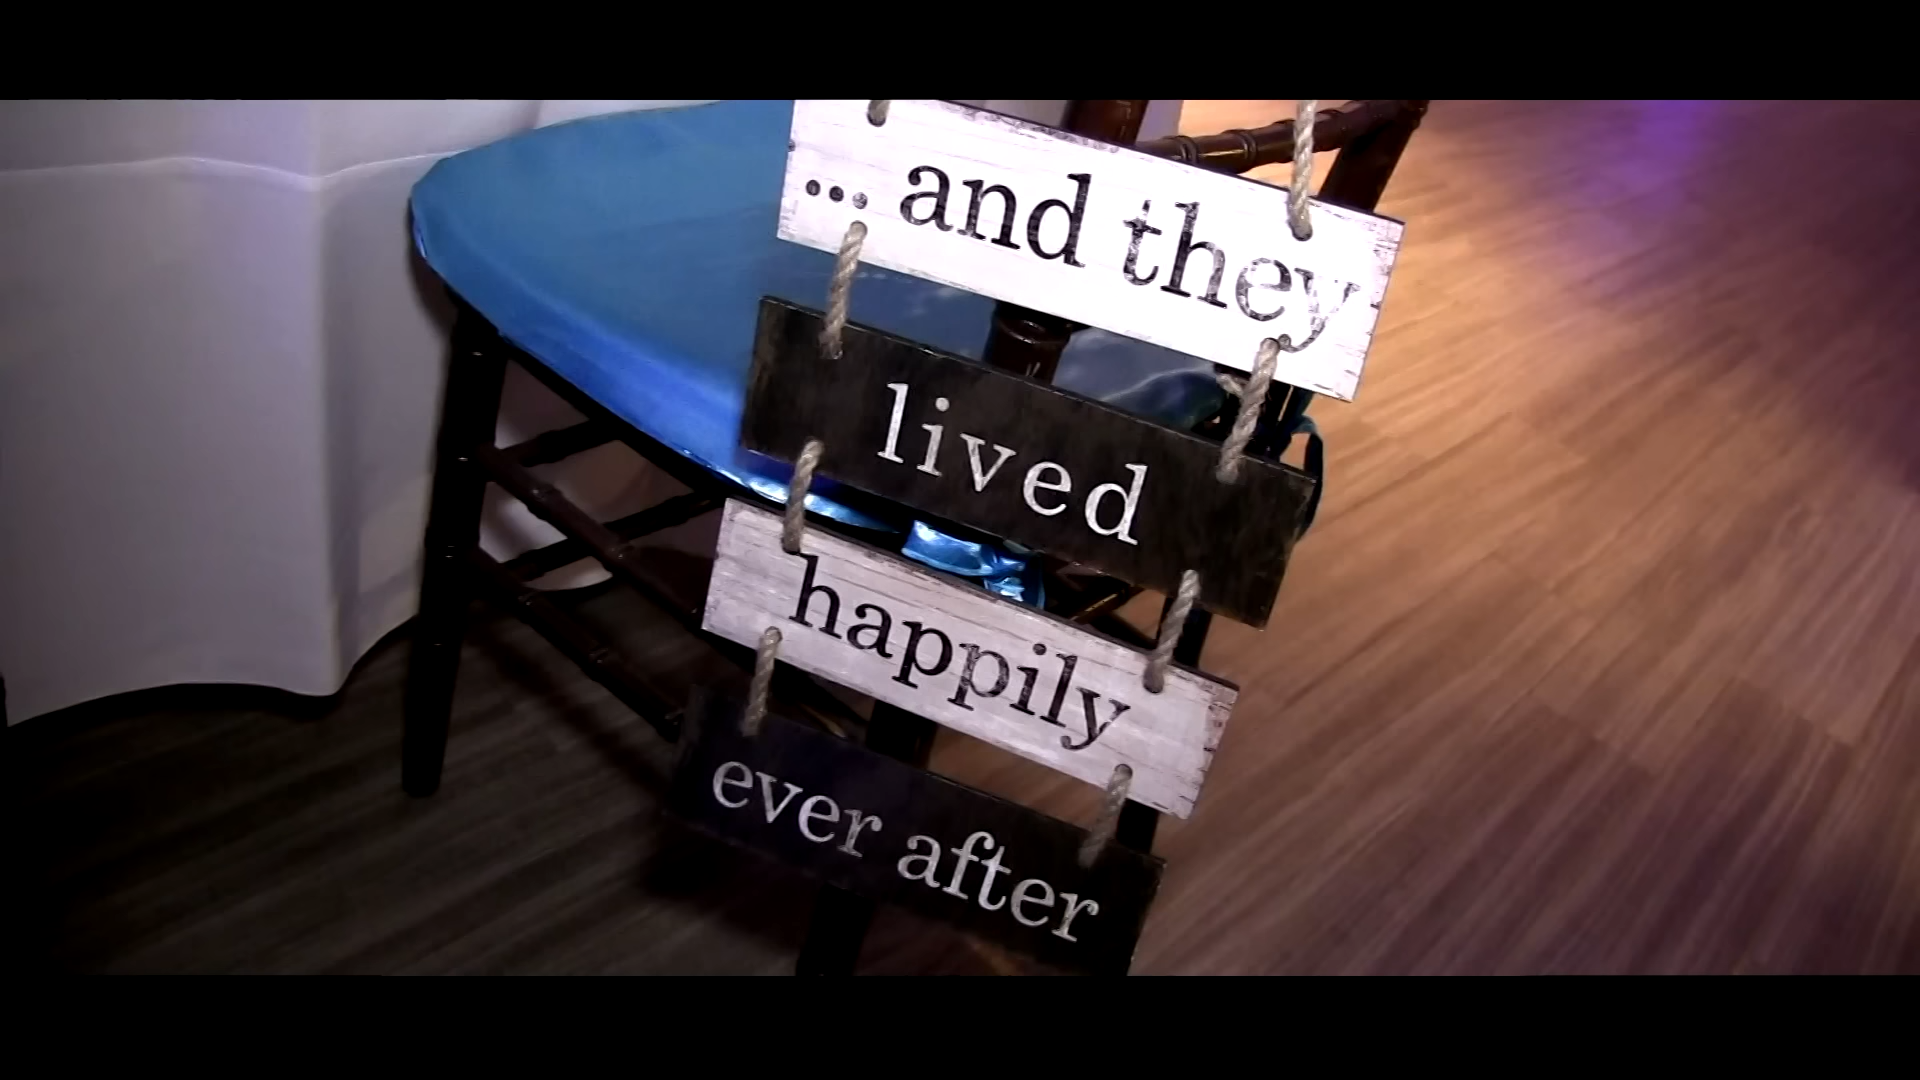 ... and they
lived
happily
ever after